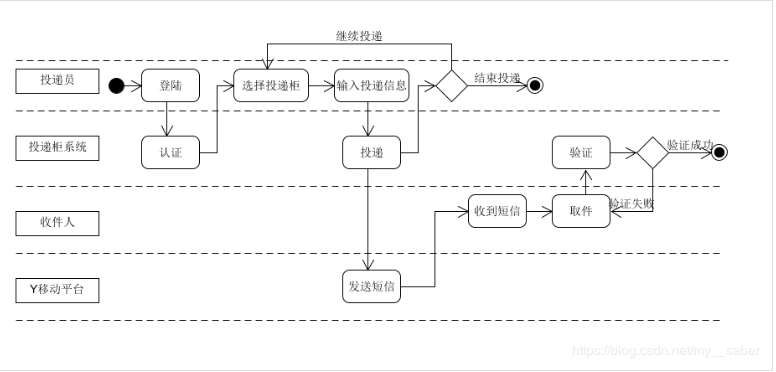 继续投递
投递员
登陆
选择投递柜
输入投递信息
结束投递
投递柜系统
认证
投递
验证
验证成功
收件人
收到短信
取件
验证失败
Y移动平台
发送短信
https://blog.csdn.net/my__saber